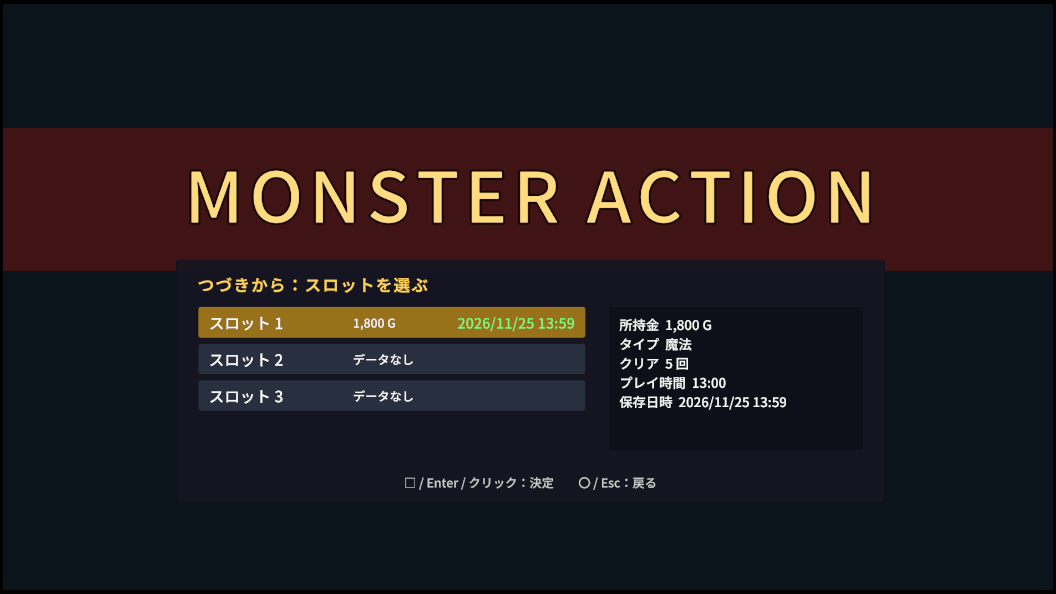 MONSTER ACTION
つづきから：スロットを選ぶ
スロット 1 1,800 G 2026/11/25 13:59
スロット 2 データなし
スロット 3 データなし
所持金 1,800 G
タイプ 魔法
クリア 5 回
プレイ時間 13:00
保存日時 2026/11/25 13:59
□ / Enter / クリック：決定 ○ / Esc：戻る